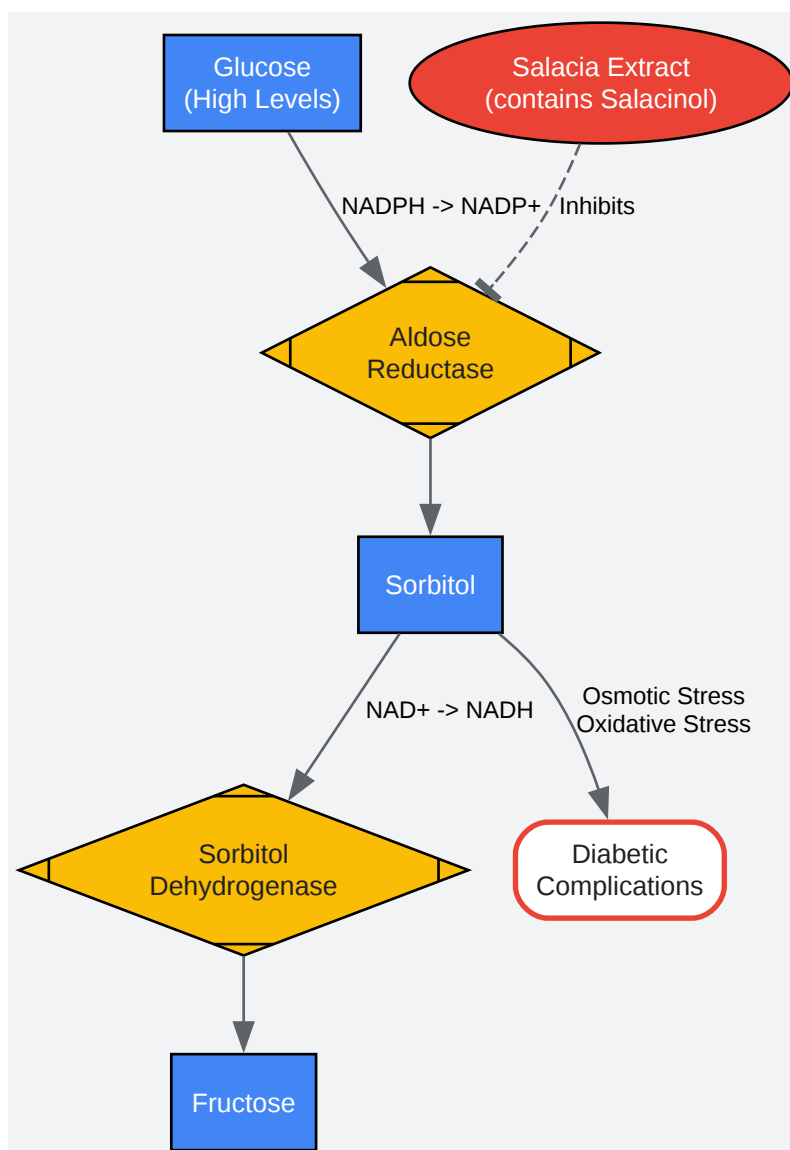 Glucose
(High Levels)
Salacia Extract
(contains Salacinol)
NADPH -> NADP+
Inhibits
Aldose
Reductase
Sorbitol
NAD+ -> NADH
Osmotic Stress
Oxidative Stress
Sorbitol
Dehydrogenase
Diabetic
Complications
Fructose